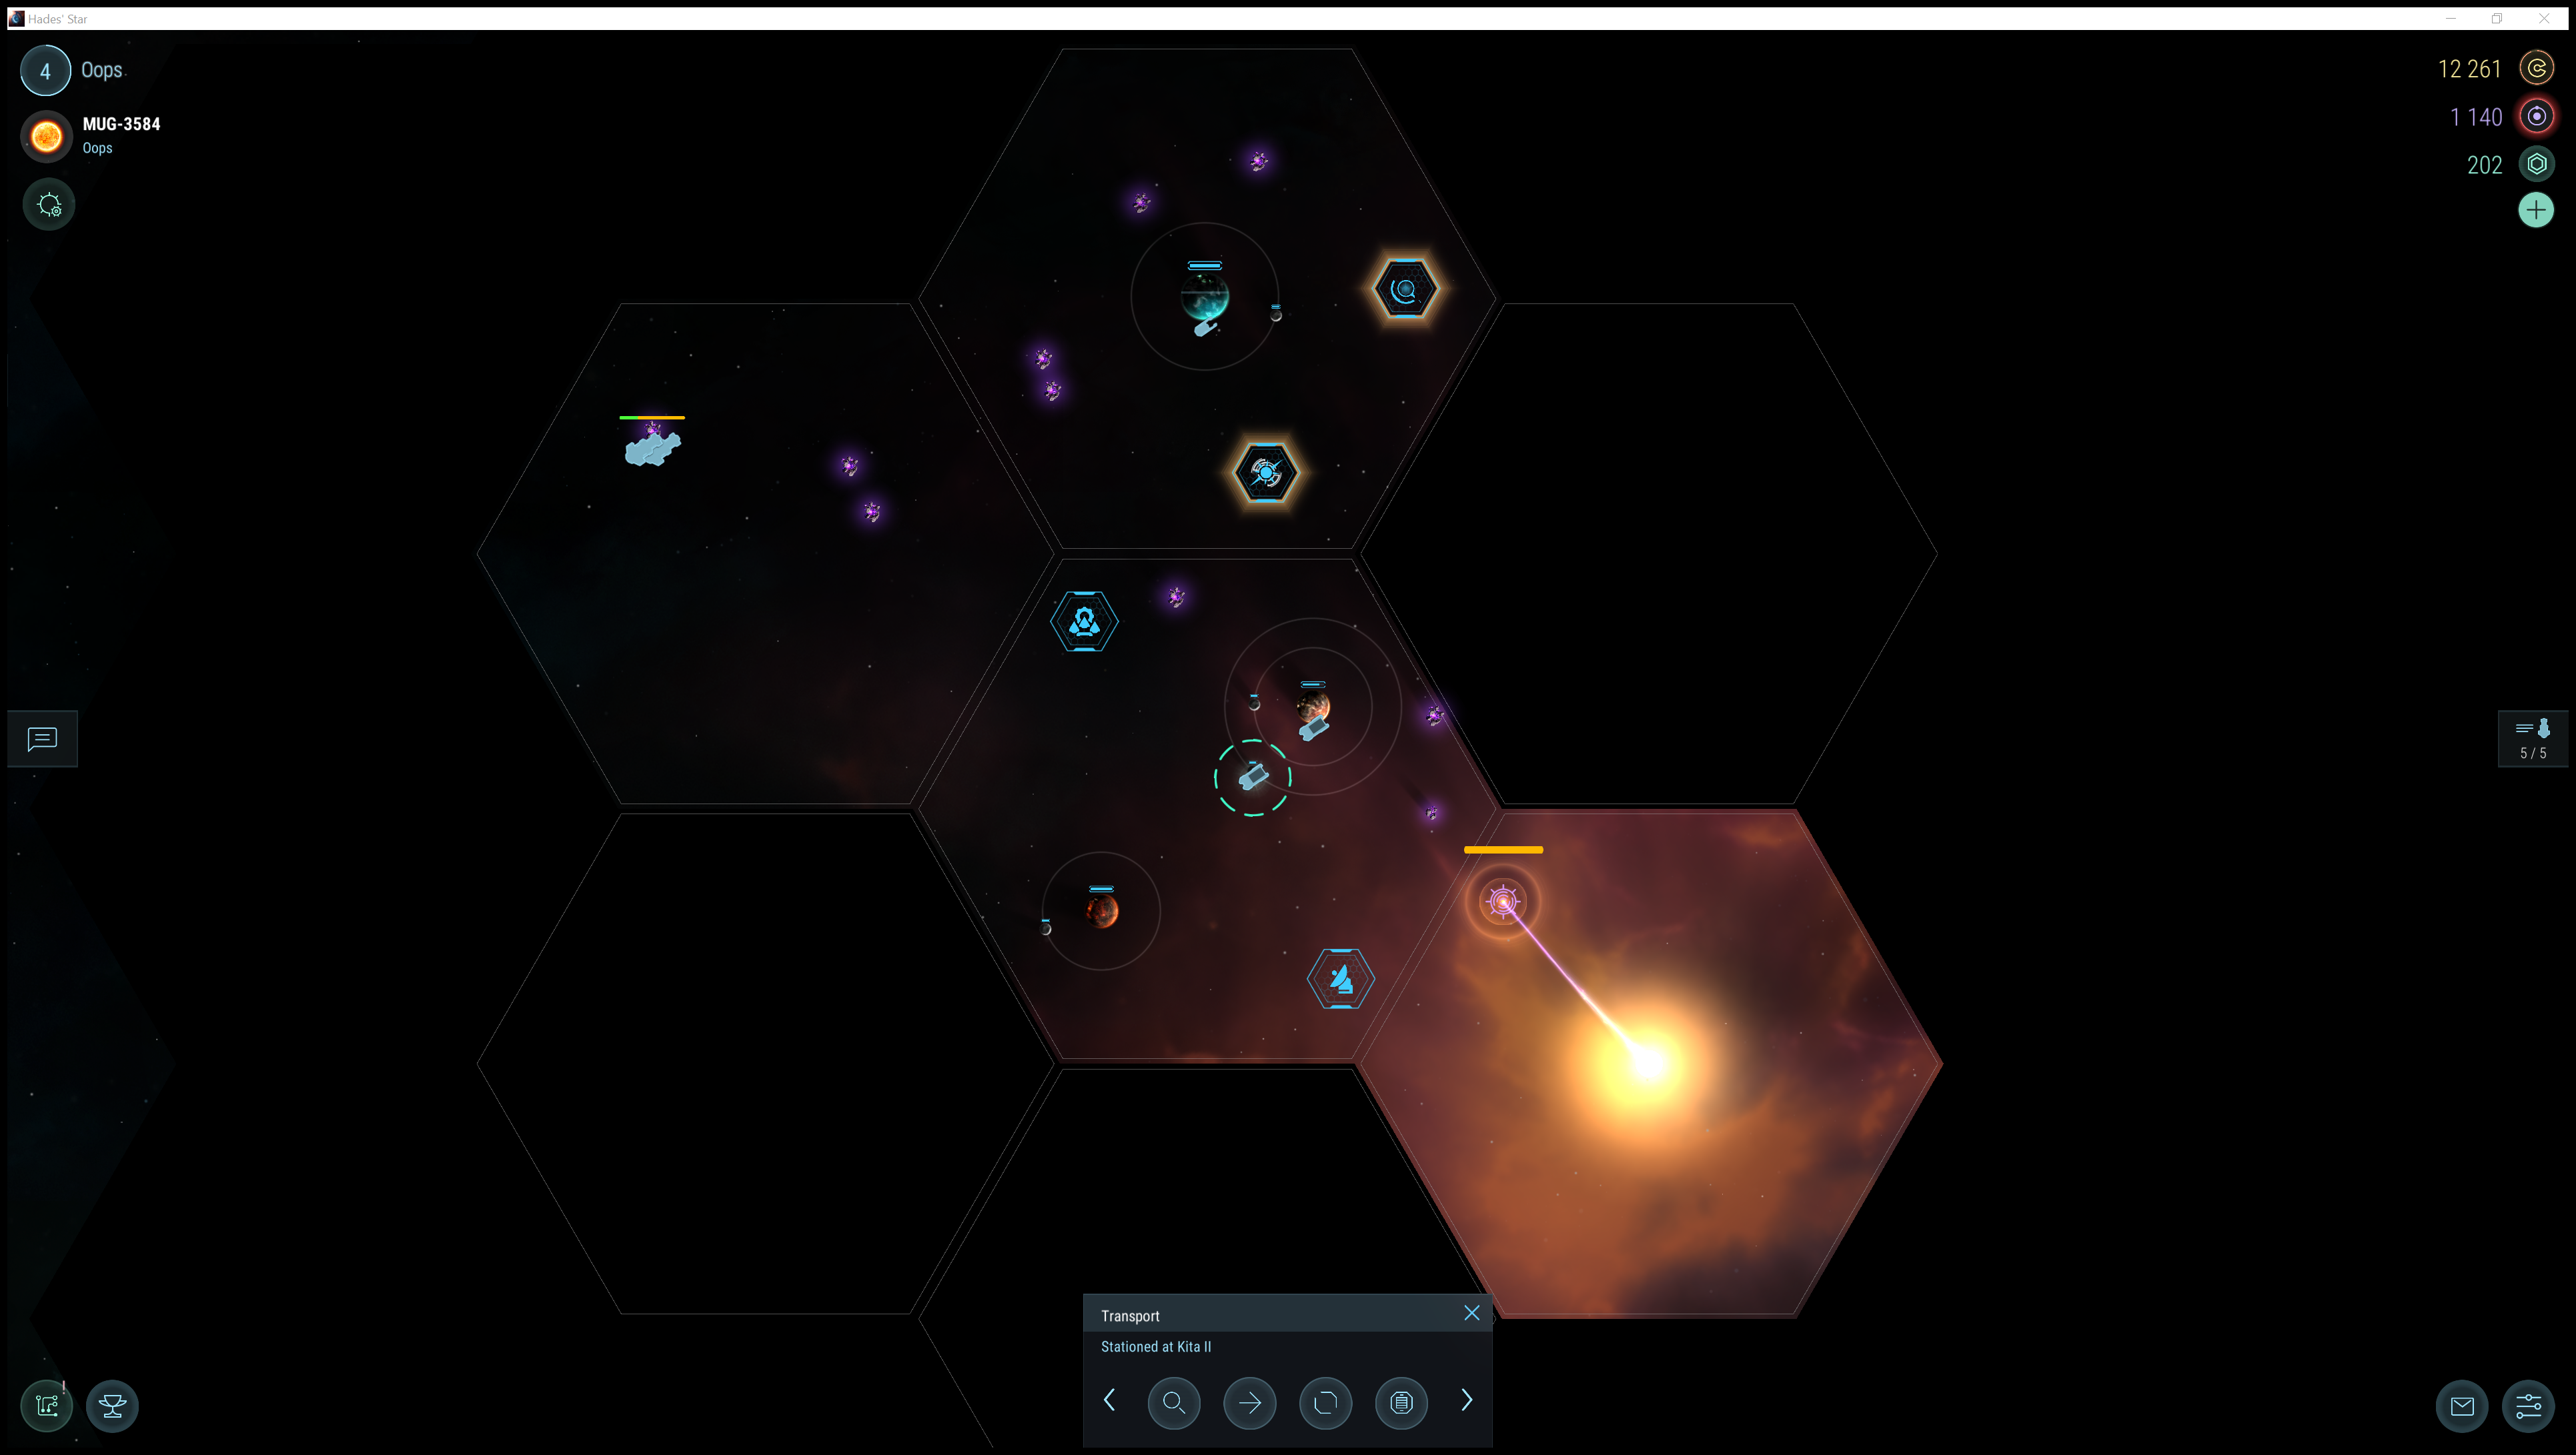 Hades' Star
4 Oops
MUG-3584
Oops
12 261
1 140
202
5 / 5
!
Transport
Stationed at Kita II